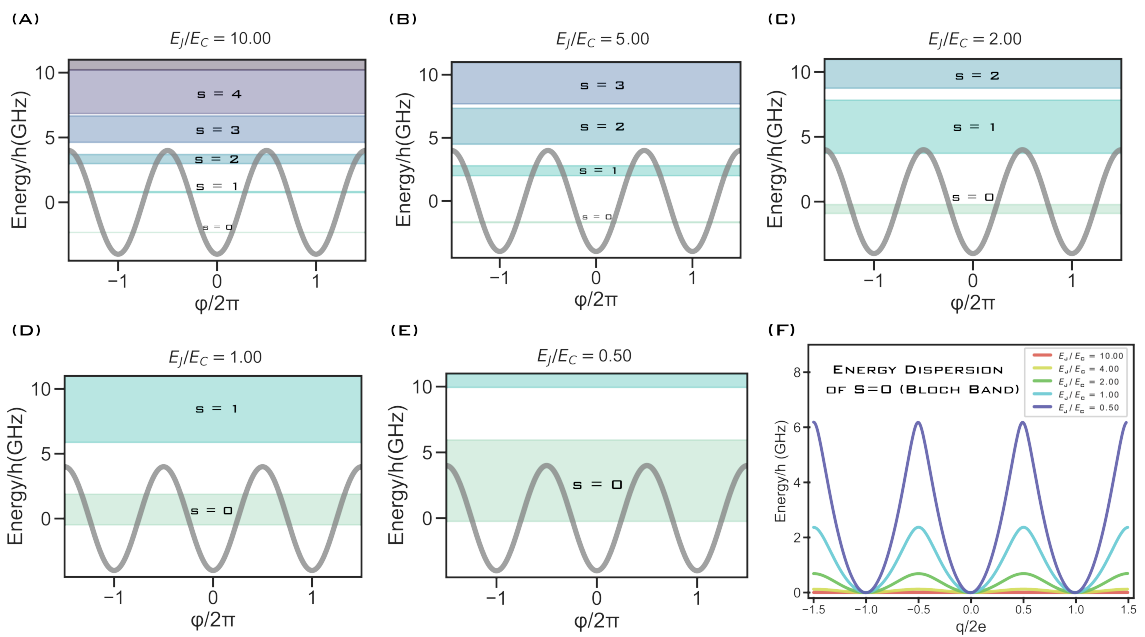 (A)
E_J/E_C = 10.00
Energy/h(GHz)
10
5
0
s = 4
s = 3
s = 2
s = 1
s=0
−1
0
1
φ/2π
(B)
E_J/E_C = 5.00
Energy/h(GHz)
10
5
0
s = 3
s = 2
s = 1
s=0
−1
0
1
φ/2π
(C)
E_J/E_C = 2.00
Energy/h(GHz)
10
5
0
s = 2
s = 1
s = 0
−1
0
1
φ/2π
(D)
E_J/E_C = 1.00
Energy/h(GHz)
10
5
0
s = 1
s = 0
−1
0
1
φ/2π
(E)
E_J/E_C = 0.50
Energy/h(GHz)
10
5
0
s = 0
−1
0
1
φ/2π
(F)
Energy Dispersion
of S=0 (Bloch Band)
E_J/E_C = 10.00
E_J/E_C = 4.00
E_J/E_C = 2.00
E_J/E_C = 1.00
E_J/E_C = 0.50
Energy/h (GHz)
8
6
4
2
0
−1.5
−1.0
−0.5
0.0
0.5
1.0
1.5
q/2e